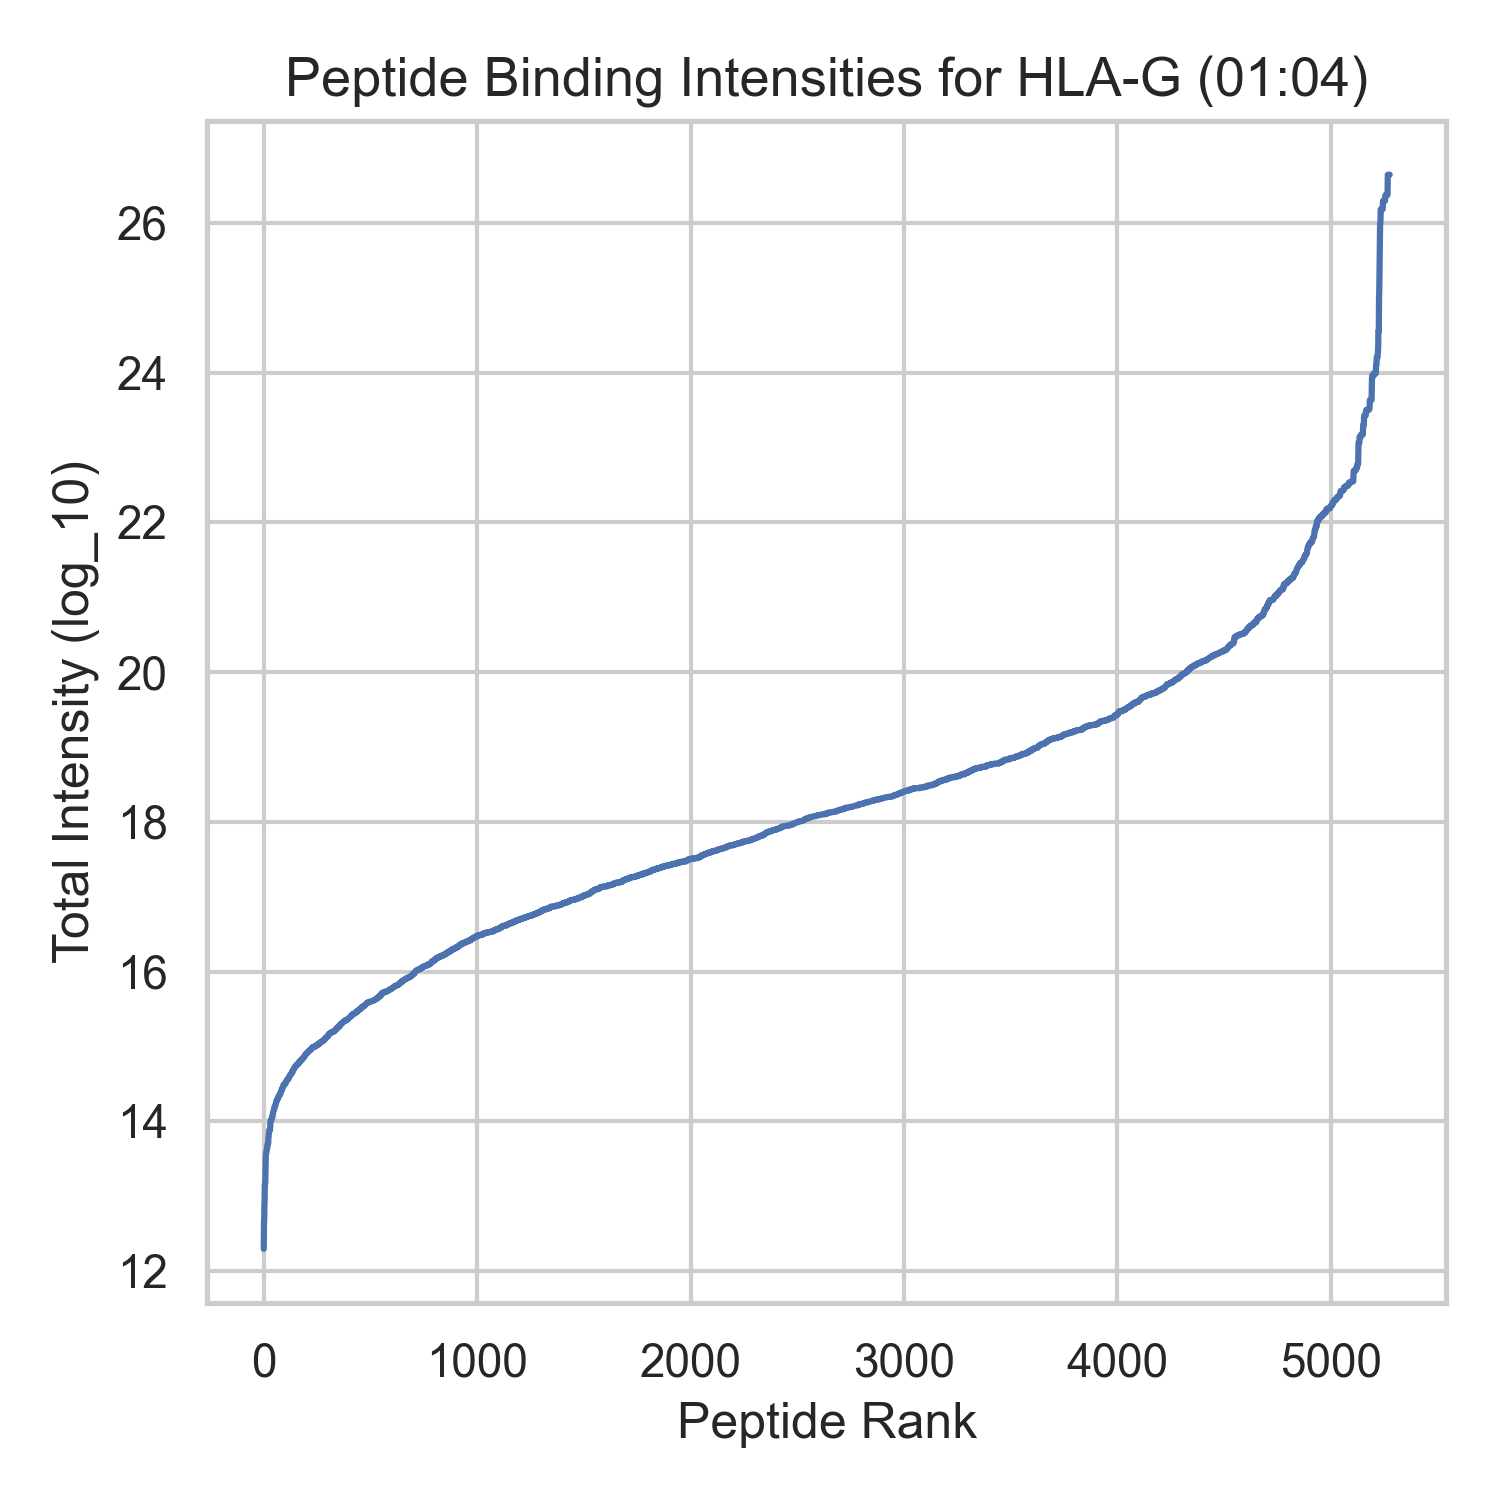 Peptide Binding Intensities for HLA-G (01:04)
Total Intensity (log_10)
26
24
22
20
18
16
14
12
0 1000 2000 3000 4000 5000
Peptide Rank